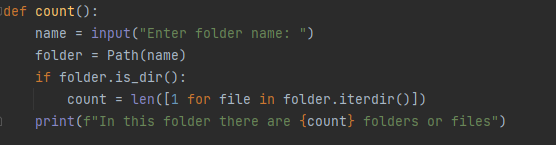 def count():
    name = input("Enter folder name: ")
    folder = Path(name)
    if folder.is_dir():
        count = len([1 for file in folder.iterdir()])
    print(f"In this folder there are {count} folders or files")